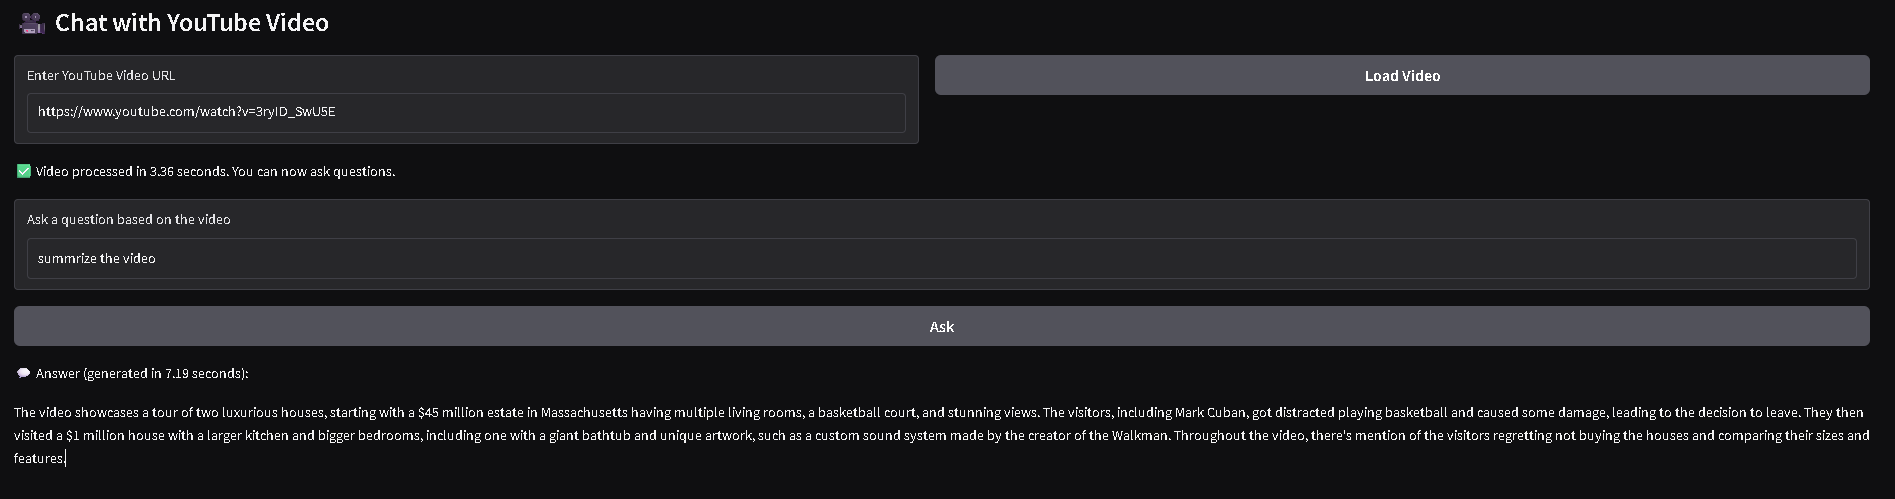 Chat with YouTube Video
Enter YouTube Video URL
Load Video
https://www.youtube.com/watch?v=3ryID_SwU5E
Video processed in 3.36 seconds. You can now ask questions.
Ask a question based on the video
summrize the video
Ask
Answer (generated in 7.19 seconds):
The video showcases a tour of two luxurious houses, starting with a $45 million estate in Massachusetts having multiple living rooms, a basketball court, and stunning views. The visitors, including Mark Cuban, got distracted playing basketball and caused some damage, leading to the decision to leave. They then
visited a $1 million house with a larger kitchen and bigger bedrooms, including one with a giant bathtub and unique artwork, such as a custom sound system made by the creator of the Walkman. Throughout the video, there's mention of the visitors regretting not buying the houses and comparing their sizes and
features.